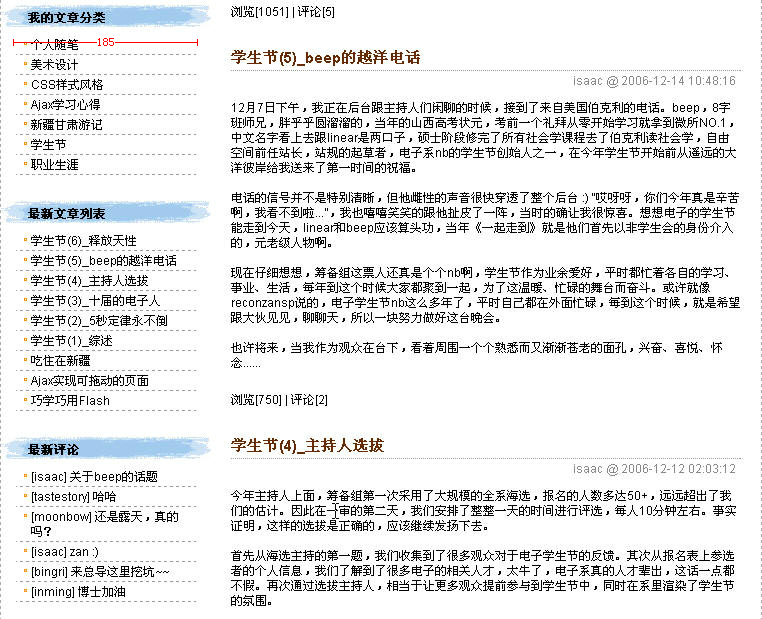 我的文章分类
个人随笔
185
美术设计
CSS样式风格
Ajax学习心得
新疆甘肃游记
学生节
职业生涯
最新文章列表
学生节(6)_释放天性
学生节(5)_beep的越洋电话
学生节(4)_主持人选拔
学生节(3)_十届的电子人
学生节(2)_5秒定律永不倒
学生节(1)_综述
吃住在新疆
Ajax实现可拖动的页面
巧学巧用Flash
最新评论
[isaac] 关于beep的话题
[tastestory] 哈哈
[moonbow] 还是露天，真的
吗？
[isaac] zan :)
[bingri] 来总导这里挖坑~~
[inming] 博士加油
浏览[1051] | 评论[5]
学生节(5)_beep的越洋电话
isaac @ 2006-12-14 10:48:16
12月7日下午，我正在后台跟主持人们闲聊的时候，接到了来自美国伯克利的电话。beep，8字
班师兄，胖乎乎圆溜溜的，当年的山西高考状元，考前一个礼拜从零开始学习就拿到微所NO.1，
中文名字看上去跟linear是两口子，硕士阶段修完了所有社会学课程去了伯克利读社会学，自由
空间前任站长，站规的起草者，电子系nb的学生节创始人之一，在今年学生节开始前从遥远的大
洋彼岸给我送来了第一时间的祝福。
电话的信号并不是特别清晰，但他雌性的声音很快穿透了整个后台 :) "哎呀呀，你们今年真是辛苦
啊，我看不到啦..."，我也嘻嘻笑笑的跟他扯皮了一阵，当时的确让我很惊喜。想想电子的学生节
能走到今天，linear和beep应该算头功，当年《一起走到》就是他们首先以非学生会的身份介入
的，元老级人物啊。
现在仔细想想，筹备组这票人还真是个个nb啊，学生节作为业余爱好，平时都忙着各自的学习、
事业、生活，每年到这个时候大家都聚到一起，为了这温暖、忙碌的舞台而奋斗。或许就像
reconzansp说的，电子学生节nb这么多年了，平时自己都在外面忙碌，每到这个时候，就是希望
跟大伙见见，聊聊天，所以一块努力做好这台晚会。
也许将来，当我作为观众在台下，看着周围一个个熟悉而又渐渐苍老的面孔，兴奋、喜悦、怀
念......
浏览[750] | 评论[2]
学生节(4)_主持人选拔
isaac @ 2006-12-12 02:03:12
今年主持人上面，筹备组第一次采用了大规模的全系海选，报名的人数多达50+，远远超出了我
们的估计。因此在一审的第二天，我们安排了整整一天的时间进行评选，每人10分钟左右。事实
证明，这样的选拔是正确的，应该继续发扬下去。
首先从海选主持的第一题，我们收集到了很多观众对于电子学生节的反馈。其次从报名表上参选
者的个人信息，我们了解到了很多电子的相关人才，太牛了，电子系真的人才辈出，这话一点都
不假。再次通过选拔主持人，相当于让更多观众提前参与到学生节中，同时在系里渲染了学生节
的氛围。